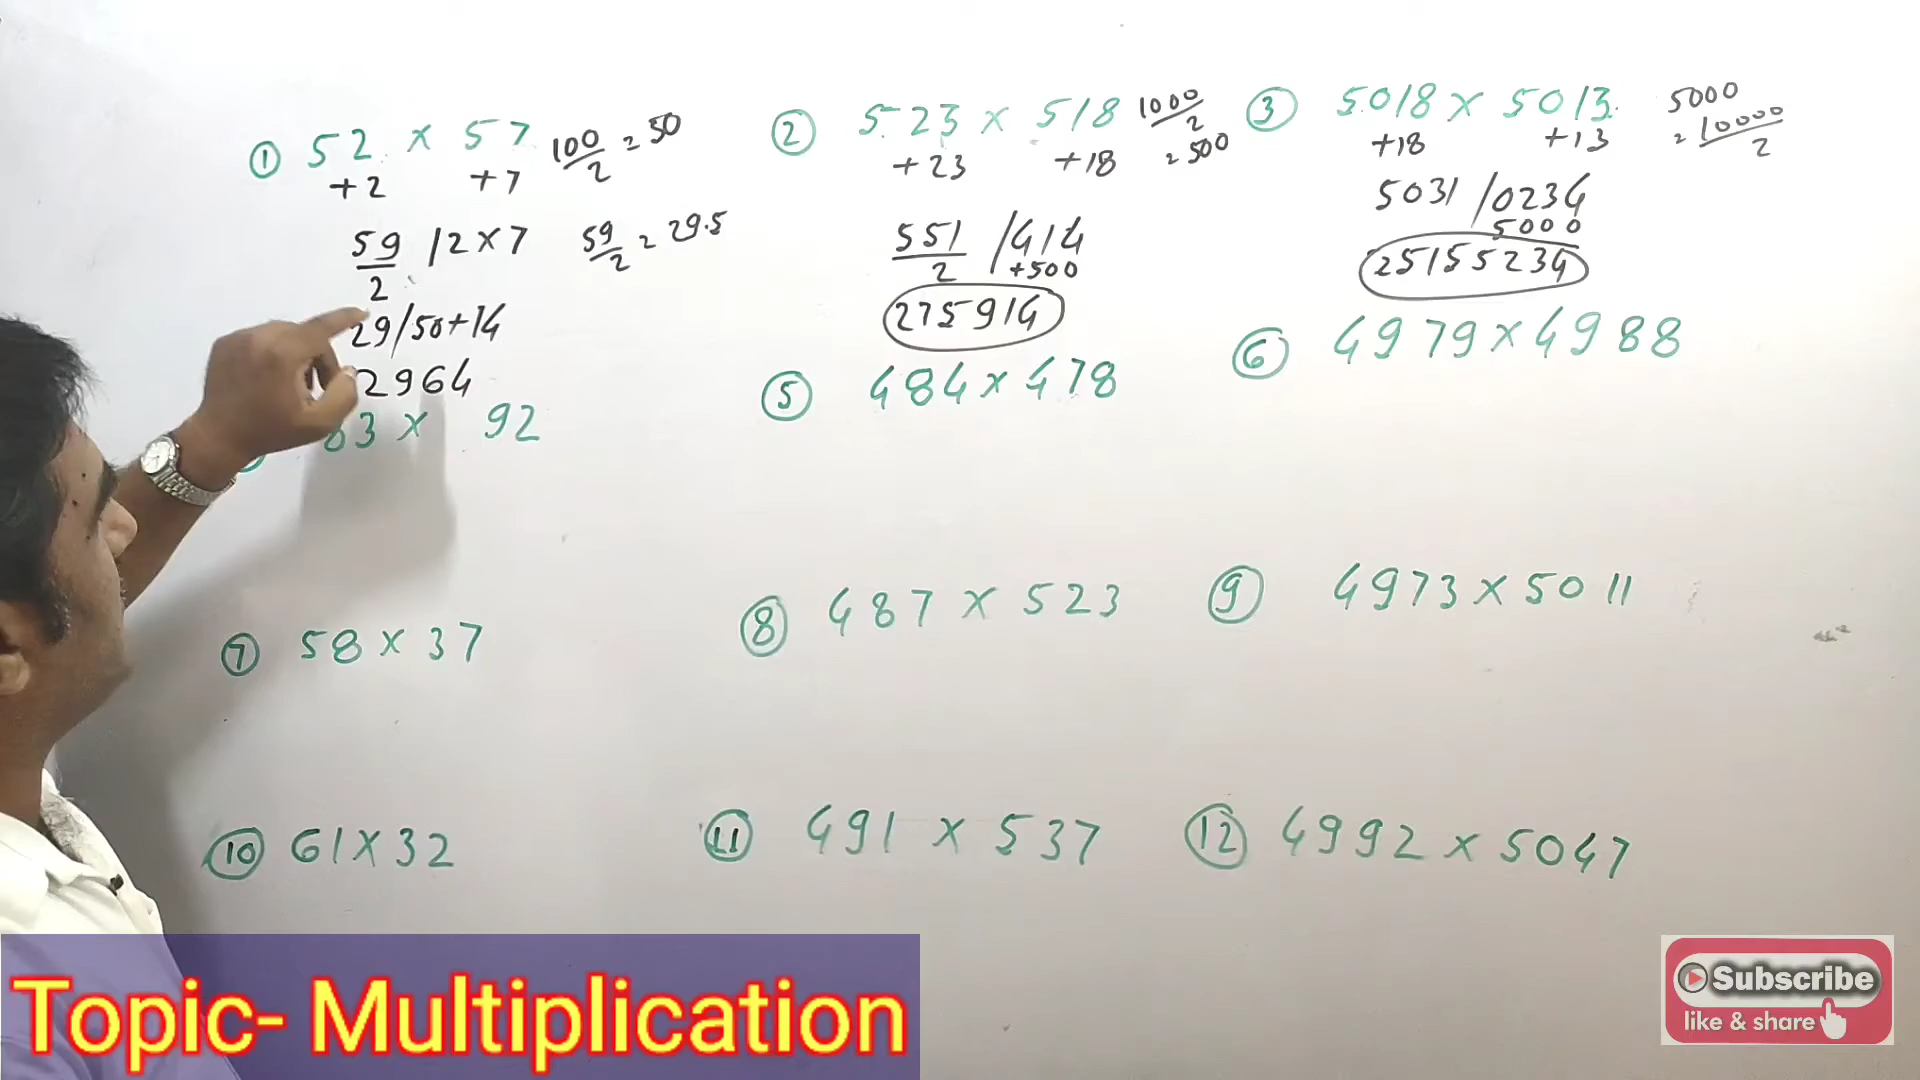 ① 52 × 57
+2 +7
100/2 = 50
59/2 / 2 × 7
59/2 = 29.5
29/50+14
2964
② 523 × 518
+23 +18
1000/2
= 500
551/2 / 414
+500
275914
③ 5018 × 5013
+18 +13
5000
= 10000/2
5031 / 0234
5000
25155234
3 × 92
⑤ 484 × 478
⑥ 4979 × 4988
⑦ 58 × 37
⑧ 487 × 523
⑨ 4973 × 5011
⑩ 61 × 32
⑪ 491 × 537
⑫ 4992 × 5047
Topic- Multiplication
Subscribe
like & share